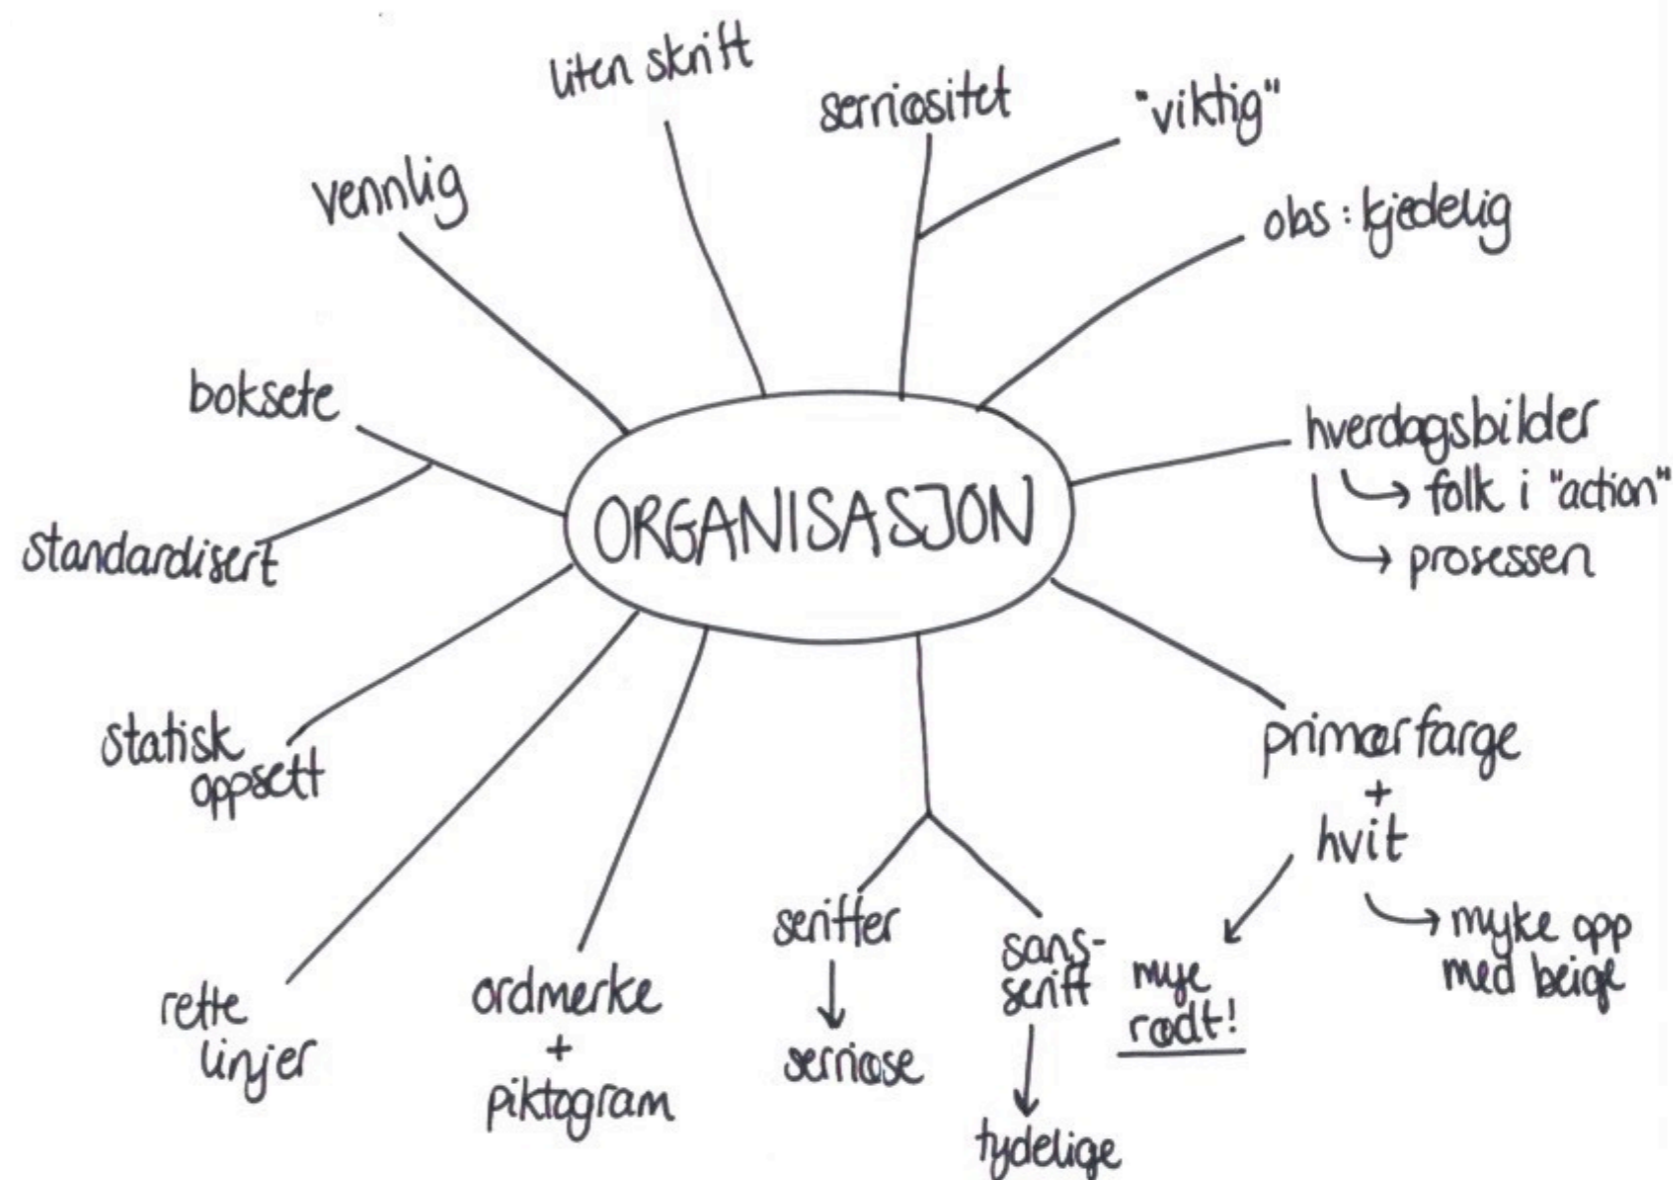 liten skrift
serriøsitet
"viktig"
vennlig
obs: kjedelig
boksete
standardisert
ORGANISASJON
hverdagsbilder
→ folk i "action"
→ prosessen
statisk
oppsett
primærfarge
+
hvit
mye
rødt!
myke opp
med beige
rette
linjer
ordmerke
+
piktogram
seriffer
serriøse
sans-
seriff
tydelige